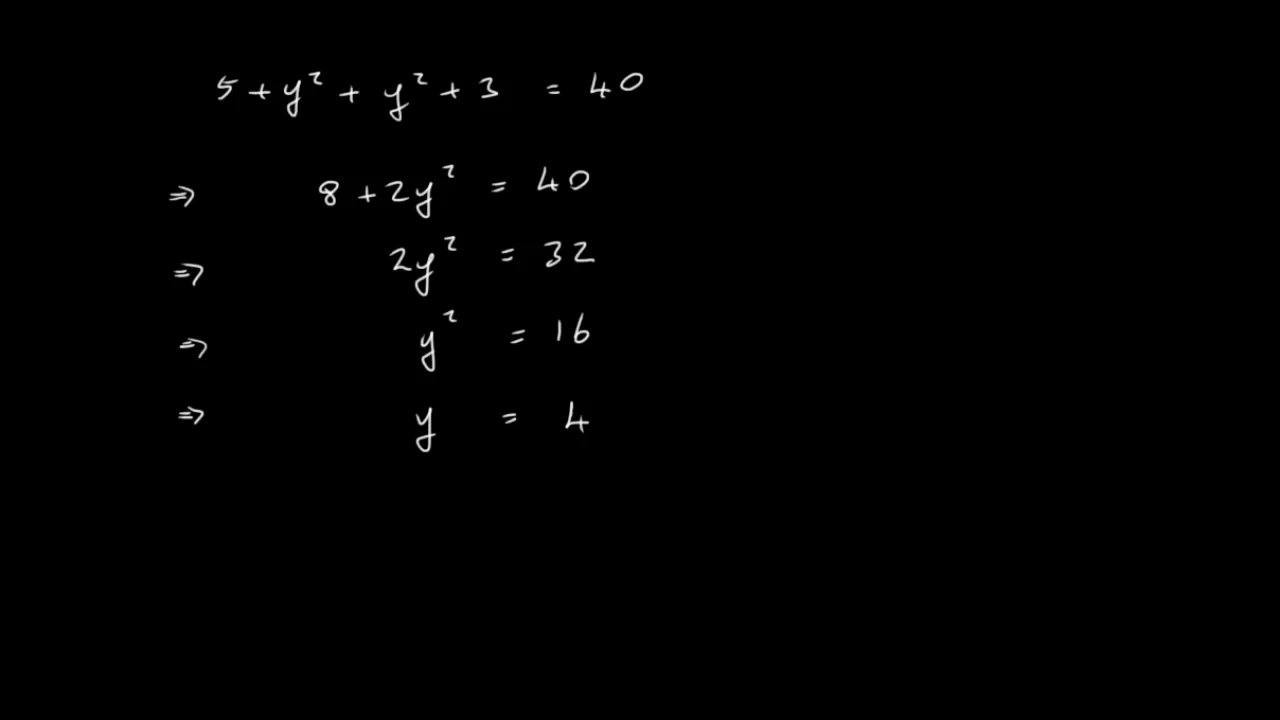 5 + y² + y² + 3 = 40
⇒ 8 + 2y² = 40
⇒ 2y² = 32
⇒ y² = 16
⇒ y = 4